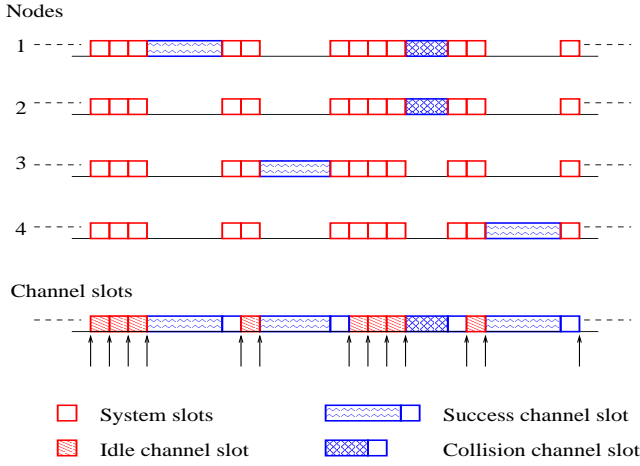 Nodes
1
2
3
4
Channel slots
System slots
Success channel slot
Idle channel slot
Collision channel slot